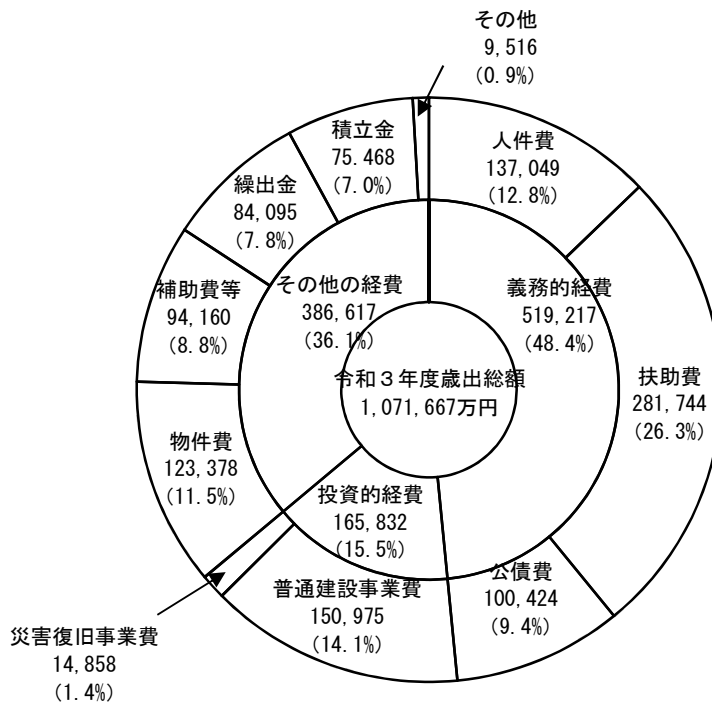 その他
9,516
(0.9%)
人件費
137,049
(12.8%)
積立金
75.468
(7.0%)
繰出金
84,095
(7.8%)
補助費等
94,160
(8.8%)
その他の経費
386,617
(36.1%)
義務的経費
519,217
(48.4%)
扶助費
281,744
(26.3%)
令和３年度歳出総額
1,071,667万円
物件費
123,378
(11.5%)
投資的経費
165,832
(15.5%)
公債費
100,424
(9.4%)
普通建設事業費
150,975
(14.1%)
災害復旧事業費
14,858
(1.4%)